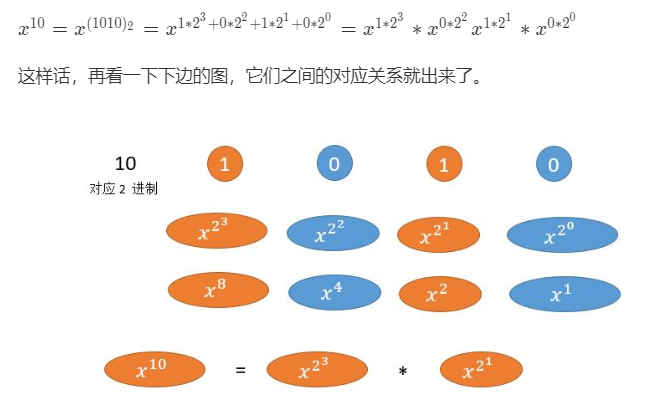 x^{10} = x^{(1010)_2} = x^{1*2^3+0*2^2+1*2^1+0*2^0} = x^{1*2^3} * x^{0*2^2} x^{1*2^1} * x^{0*2^0}
这样话，再看一下下边的图，它们之间的对应关系就出来了。
10 1 0 1 0
对应 2 进制
x^{2^3} x^{2^2} x^{2^1} x^{2^0}
x^8 x^4 x^2 x^1
x^{10} = x^{2^3} * x^{2^1}